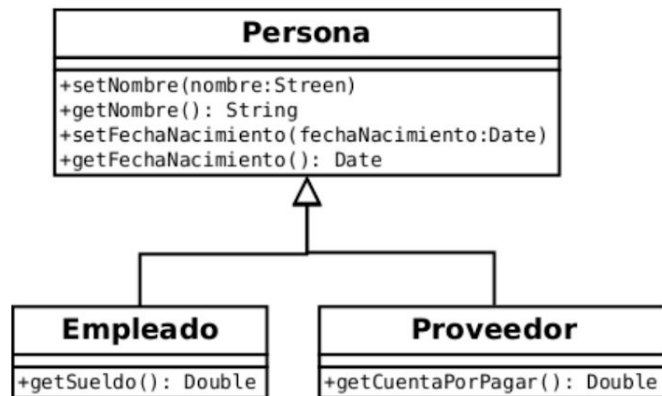 Persona
+setNombre(nombre:Streen)
+getNombre(): String
+setFechaNacimiento(fechaNacimiento:Date)
+getFechaNacimiento(): Date
Empleado
+getSueldo(): Double
Proveedor
+getCuentaPorPagar(): Double